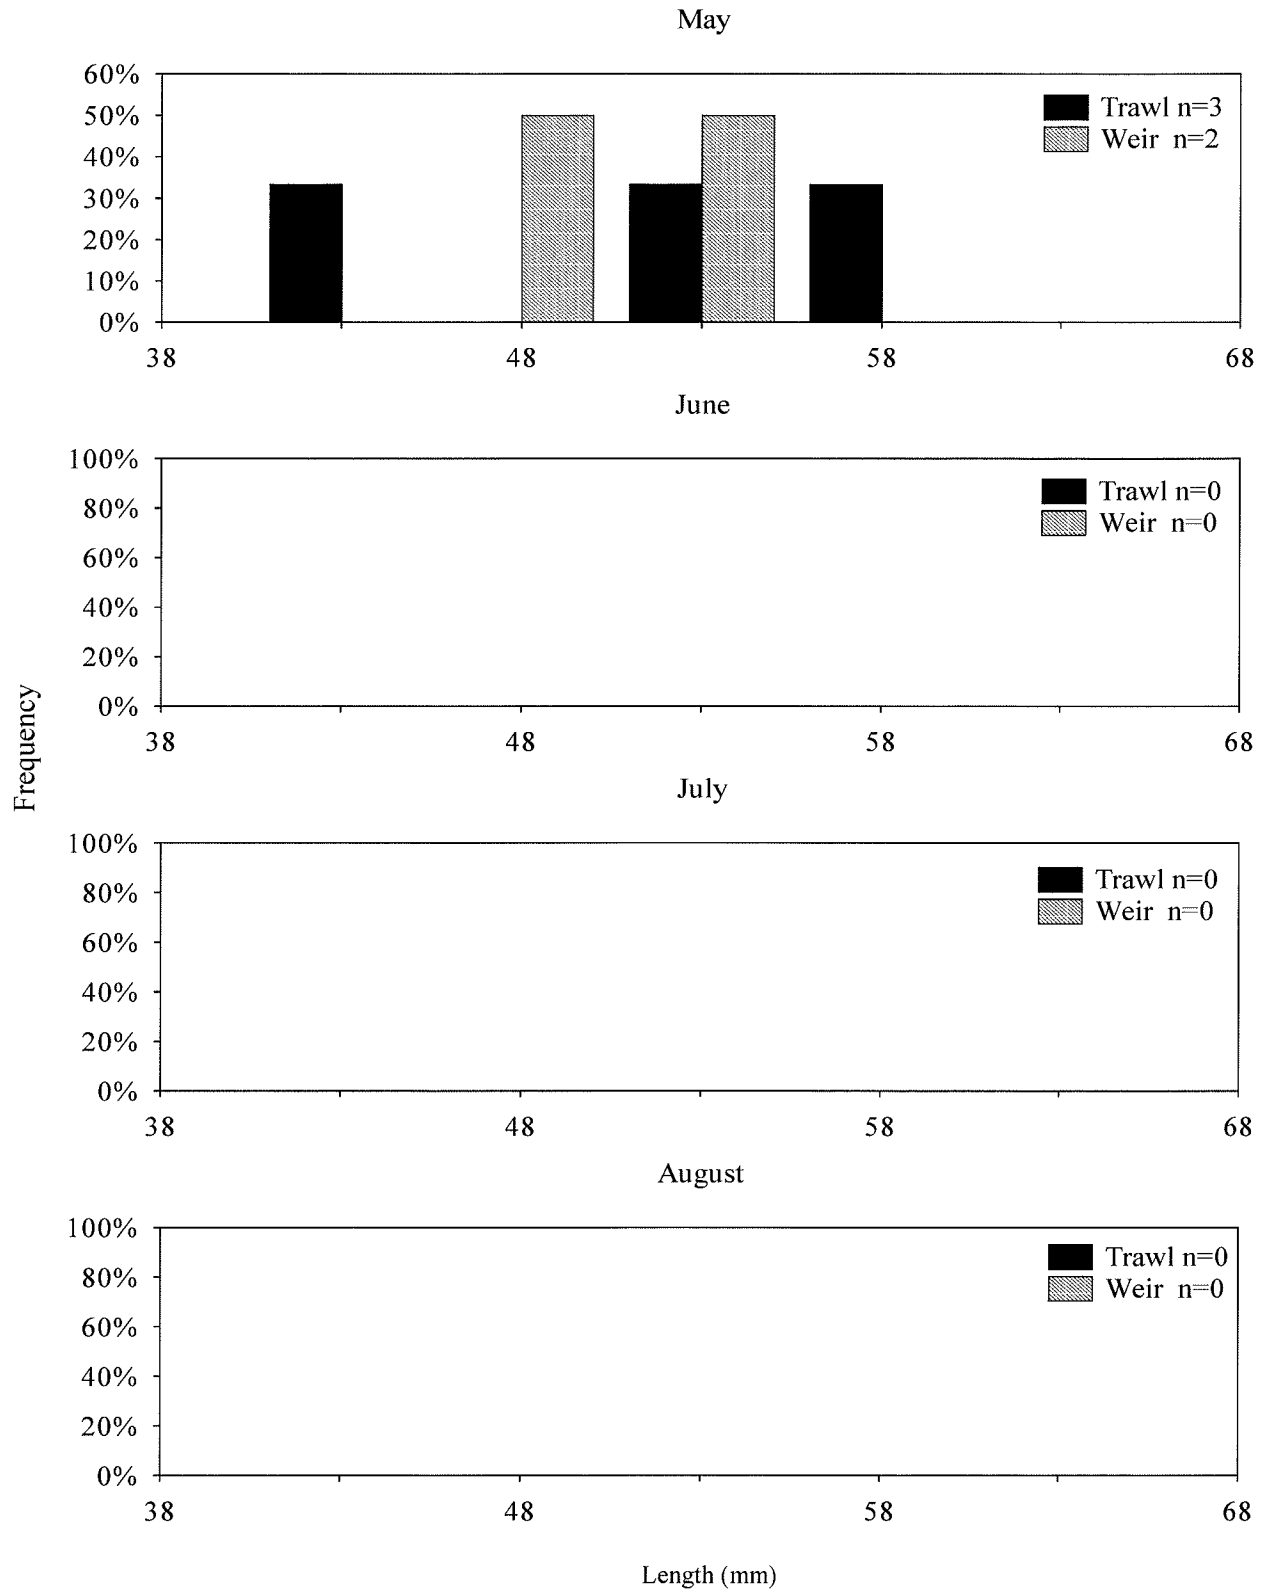 May
60%
50%
40%
30%
20%
10%
0%
Trawl n=3
Weir n=2
38 48 58 68
June
100%
80%
60%
40%
20%
0%
Trawl n=0
Weir n=0
38 48 58 68
Frequency
July
100%
80%
60%
40%
20%
0%
Trawl n=0
Weir n=0
38 48 58 68
August
100%
80%
60%
40%
20%
0%
Trawl n=0
Weir n=0
38 48 58 68
Length (mm)